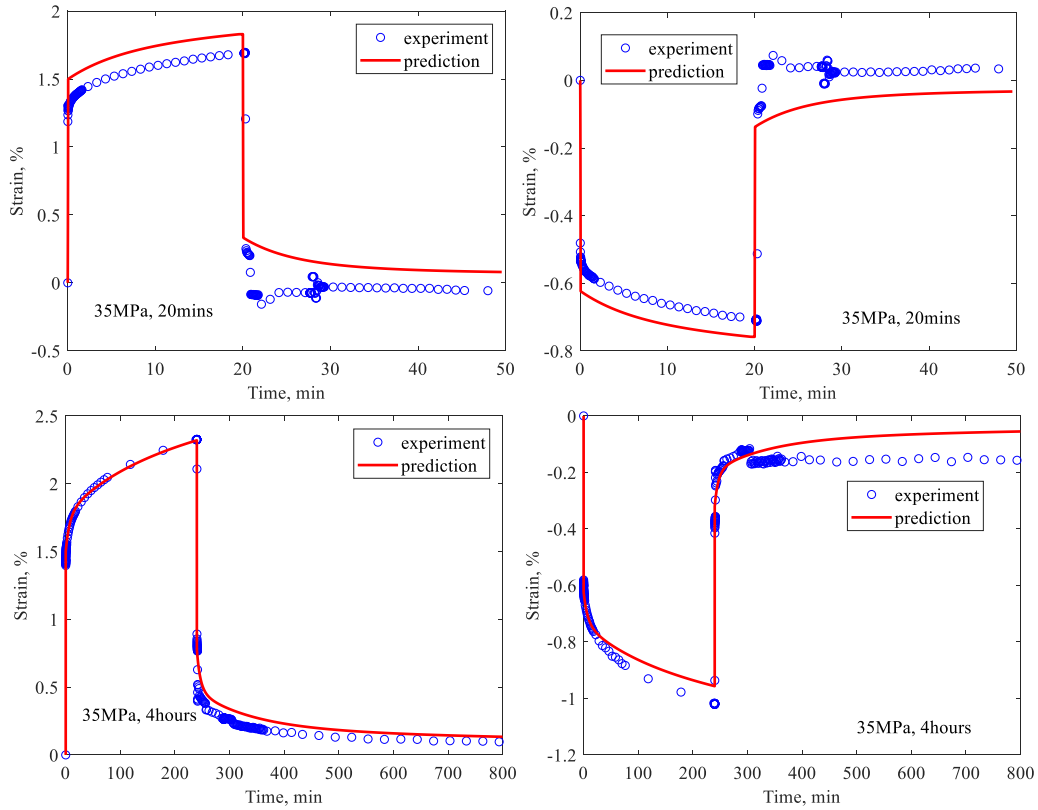 2
1.5
1
0.5
0
-0.5
Strain, %
experiment
prediction
35MPa, 20mins
0
10
20
30
40
50
Time, min
0.2
0
-0.2
-0.4
-0.6
-0.8
Strain, %
experiment
prediction
35MPa, 20mins
0
10
20
30
40
50
Time, min
2.5
2
1.5
1
0.5
0
Strain, %
experiment
prediction
35MPa, 4hours
0
100
200
300
400
500
600
700
800
Time, min
0
-0.2
-0.4
-0.6
-0.8
-1
-1.2
Strain, %
experiment
prediction
35MPa, 4hours
0
100
200
300
400
500
600
700
800
Time, min